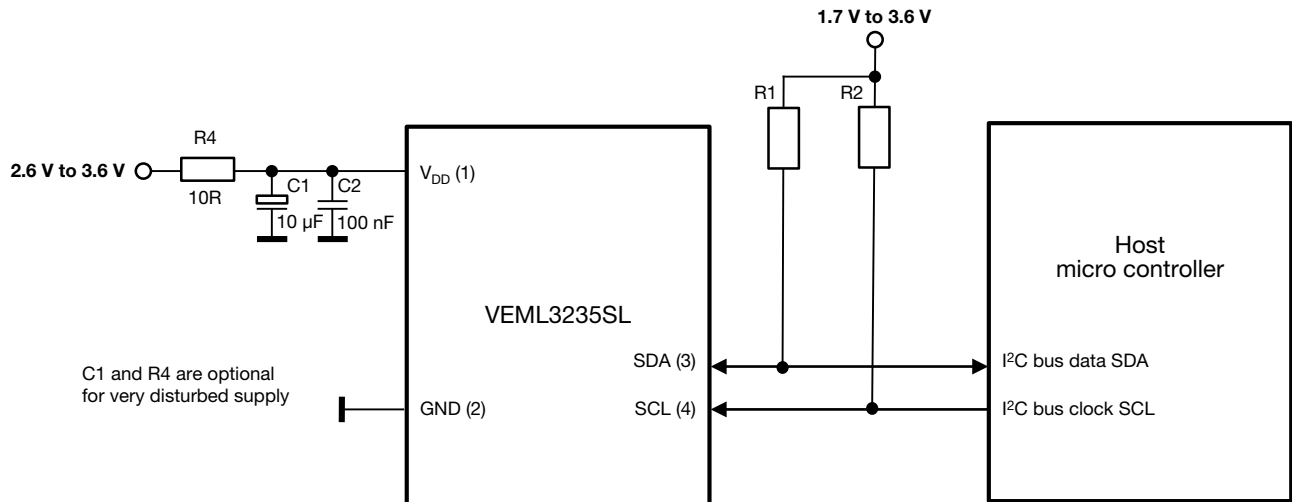 1.7 V to 3.6 V
R1
R2
R4
2.6 V to 3.6 V
10R
C1
C2
10 µF
100 nF
V_DD (1)
Host
micro controller
VEML3235SL
SDA (3)
I²C bus data SDA
C1 and R4 are optional
for very disturbed supply
GND (2)
SCL (4)
I²C bus clock SCL